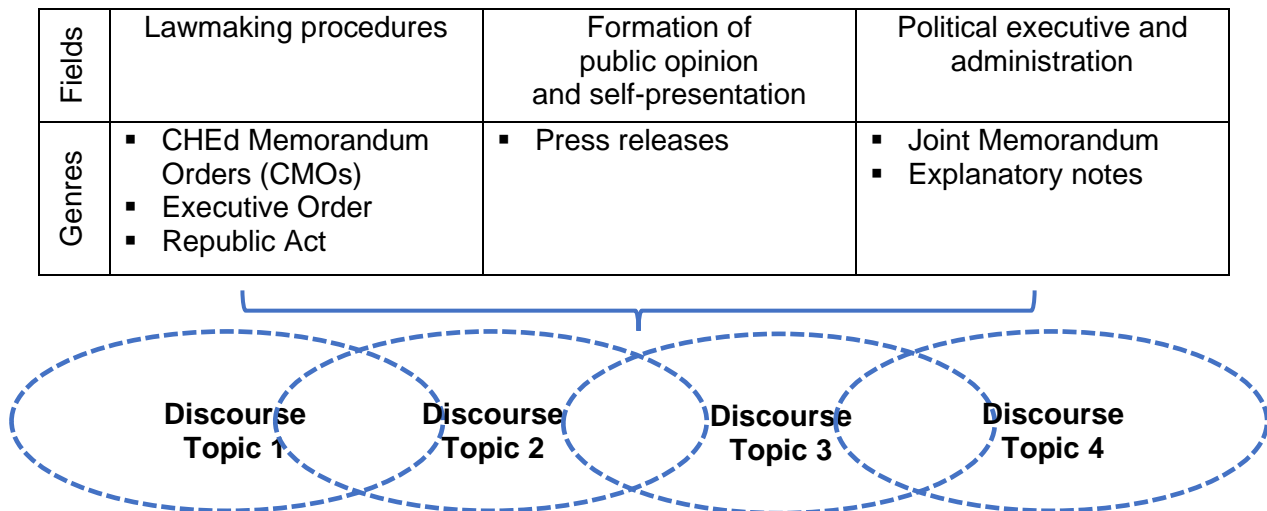 Fields
Lawmaking procedures
Formation of
public opinion
and self-presentation
Political executive and
administration
Genres
▪ CHEd Memorandum
Orders (CMOs)
▪ Executive Order
▪ Republic Act
▪ Press releases
▪ Joint Memorandum
▪ Explanatory notes
Discourse
Topic 1
Discourse
Topic 2
Discourse
Topic 3
Discourse
Topic 4